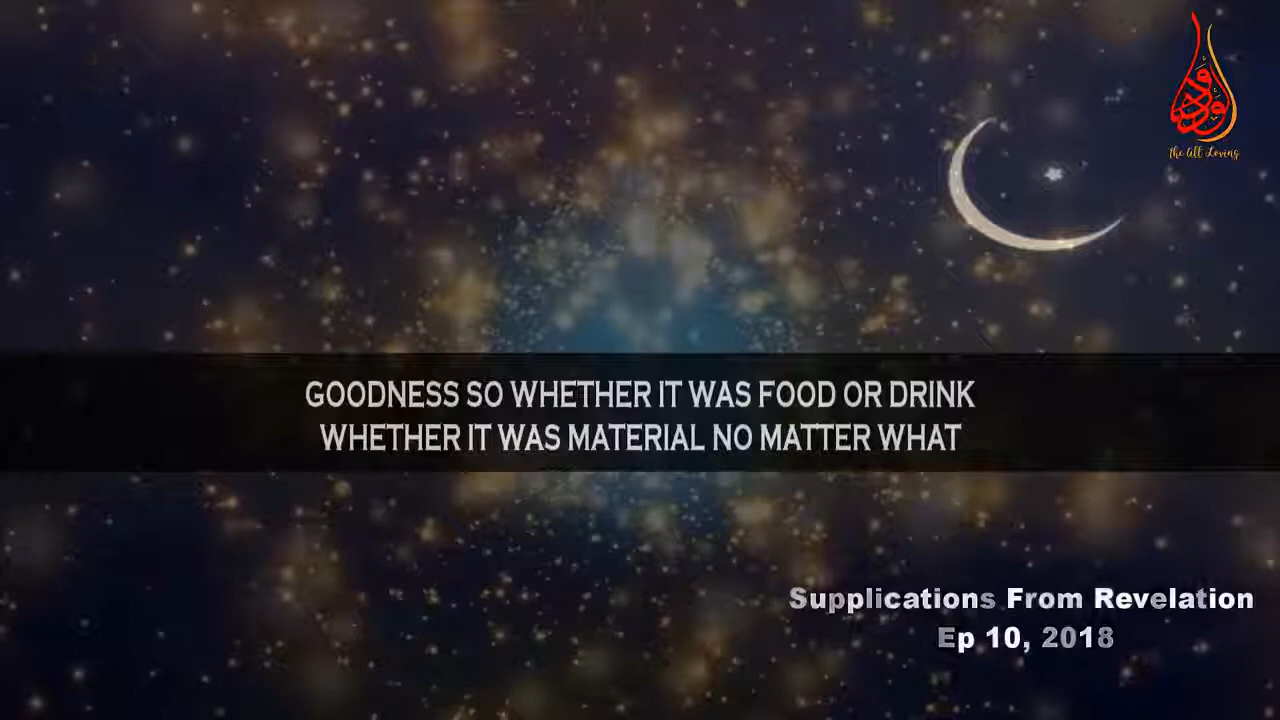 الودود
The All Loving
GOODNESS SO WHETHER IT WAS FOOD OR DRINK
WHETHER IT WAS MATERIAL NO MATTER WHAT
Supplications From Revelation
Ep 10, 2018